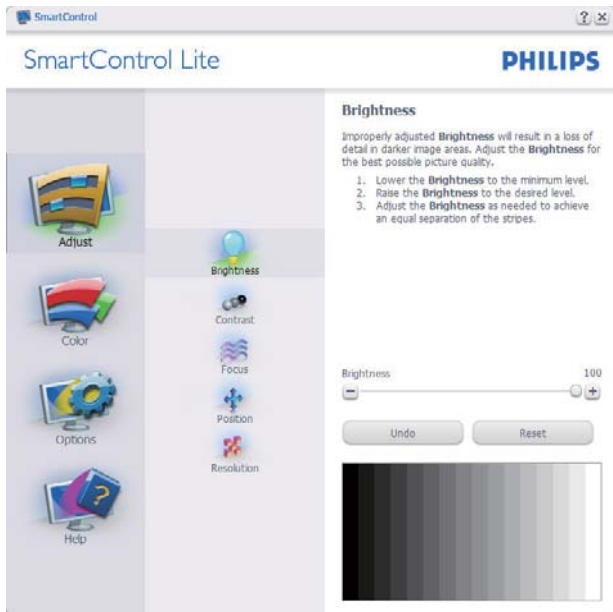 SmartControl
SmartControl Lite
PHILIPS
Adjust
Color
Options
Help
Brightness
Contrast
Focus
Position
Resolution
Brightness
Improperly adjusted Brightness will result in a loss of
detail in darker image areas. Adjust the Brightness for
the best possible picture quality.
1. Lower the Brightness to the minimum level.
2. Raise the Brightness to the desired level.
3. Adjust the Brightness as needed to achieve
an equal separation of the stripes.
Brightness 100
Undo Reset